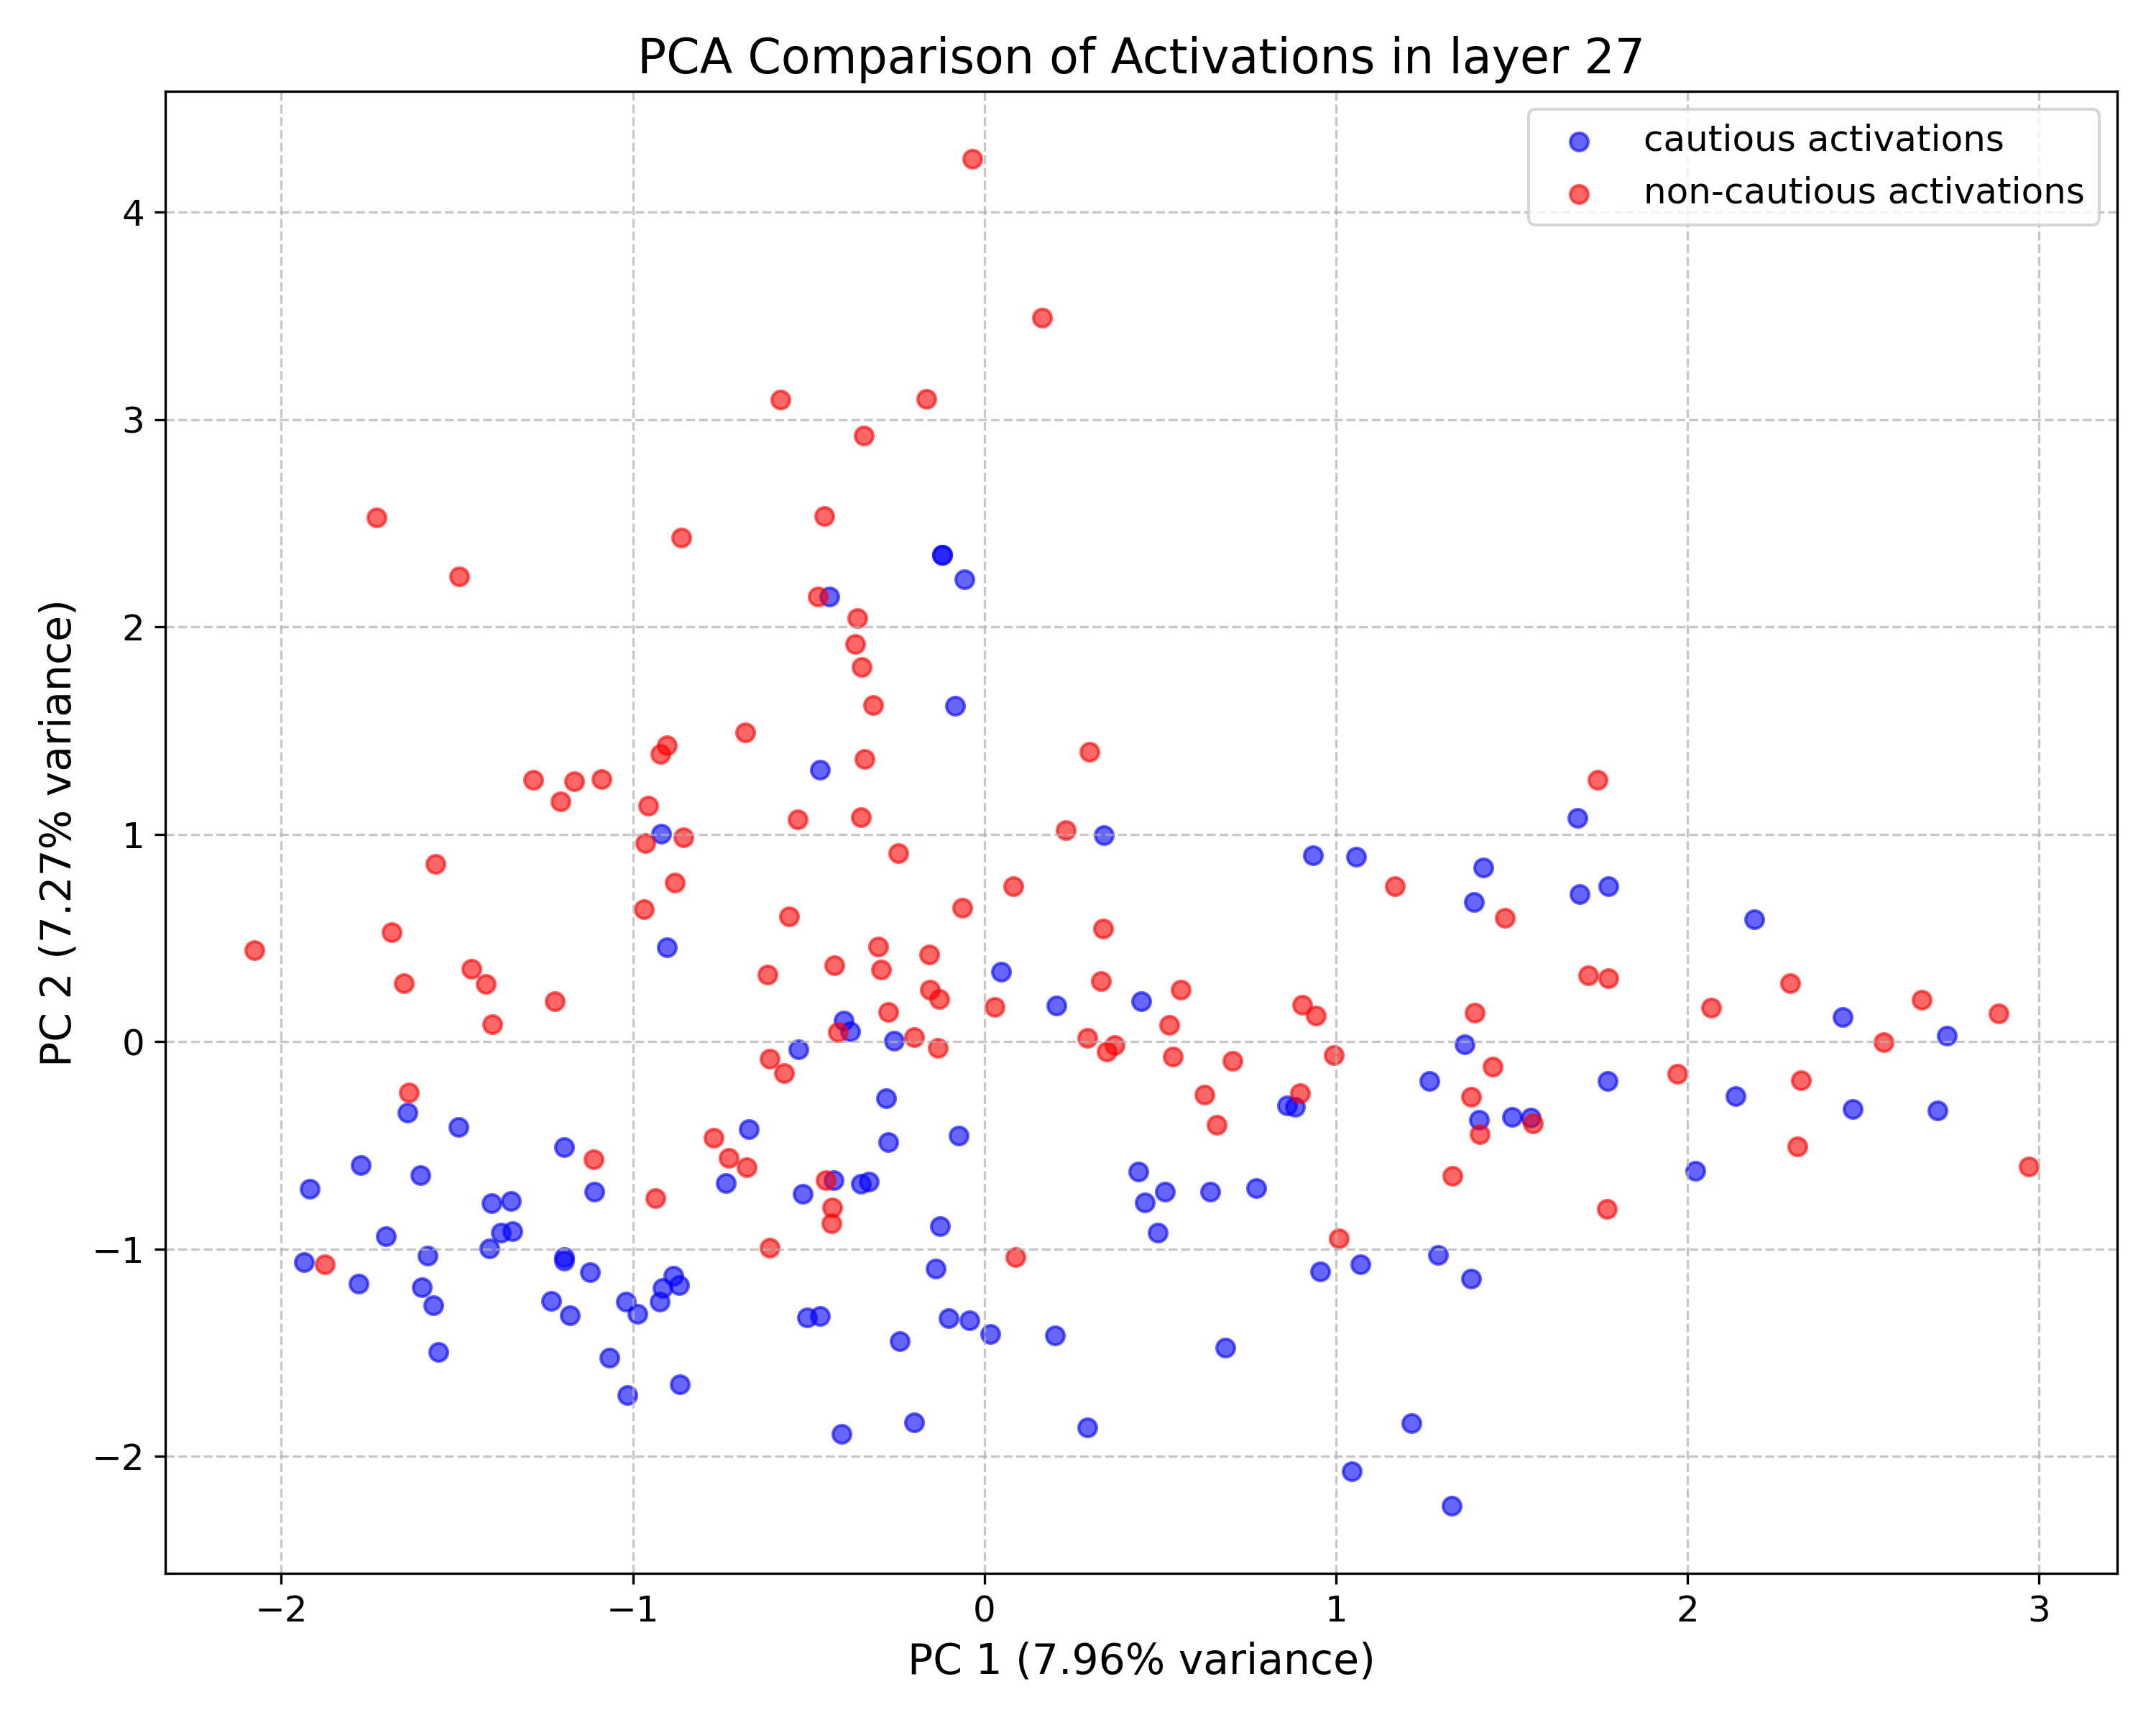 PCA Comparison of Activations in layer 27
cautious activations
non-cautious activations
4
3
2
1
0
−1
−2
PC 2 (7.27% variance)
−2
−1
0
1
2
3
PC 1 (7.96% variance)